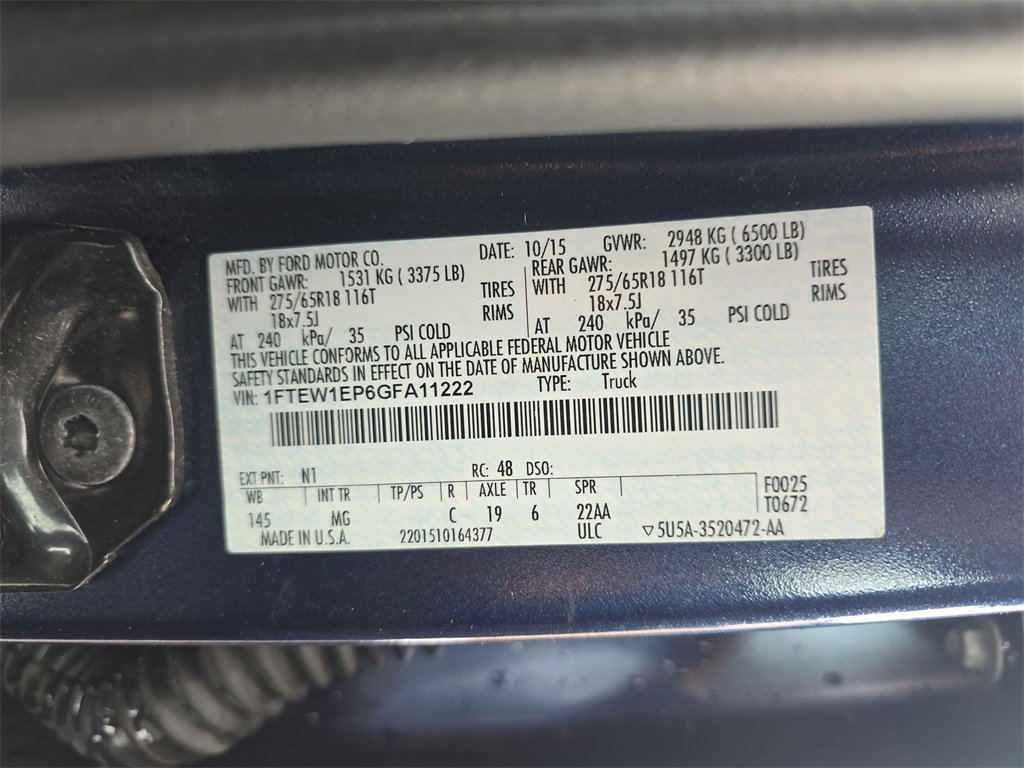 MFD. BY FORD MOTOR CO. DATE: 10/15 GVWR: 2948 KG ( 6500 LB)
FRONT GAWR: 1531 KG ( 3375 LB) REAR GAWR: 1497 KG ( 3300 LB)
WITH 275/65R18 116T TIRES WITH 275/65R18 116T TIRES
18x7.5J RIMS 18x7.5J RIMS
AT 240 kPa/ 35 PSI COLD AT 240 kPa/ 35 PSI COLD
THIS VEHICLE CONFORMS TO ALL APPLICABLE FEDERAL MOTOR VEHICLE
SAFETY STANDARDS IN EFFECT ON THE DATE OF MANUFACTURE SHOWN ABOVE.
VIN: 1FTEW1EP6GFA11222 TYPE: Truck
EXT PNT: N1 RC: 48 DSO:
WB INT TR TP/PS R AXLE TR SPR F0025
T0672
145 MG C 19 6 22AA
MADE IN U.S.A. 2201510164377 ULC ▽5U5A-3520472-AA